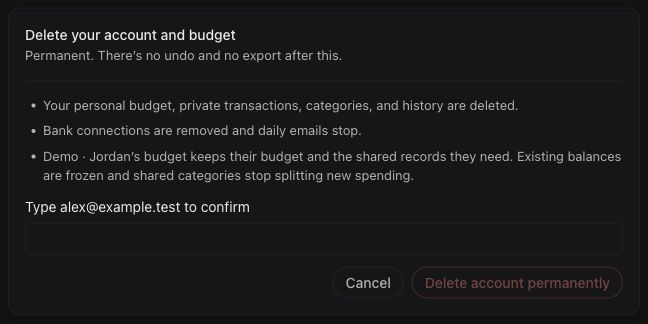 Delete your account and budget
Permanent. There's no undo and no export after this.
• Your personal budget, private transactions, categories, and history are deleted.
• Bank connections are removed and daily emails stop.
• Demo · Jordan's budget keeps their budget and the shared records they need. Existing balances
are frozen and shared categories stop splitting new spending.
Type alex@example.test to confirm
Cancel
Delete account permanently